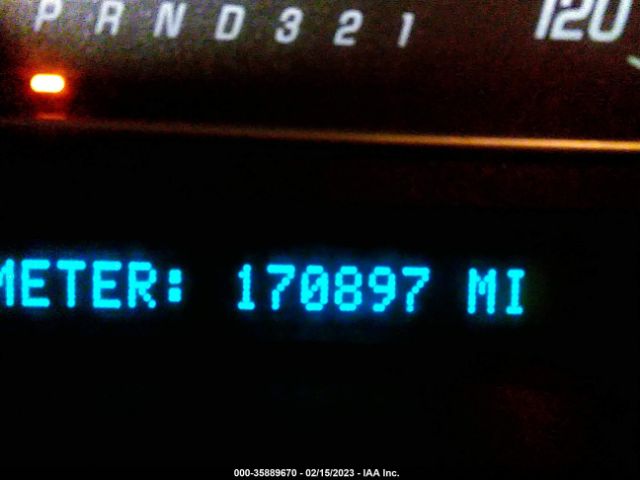 P R N D 3 2 1 120
METER: 170897 MI
000-35889670 - 02/15/2023 - IAA Inc.